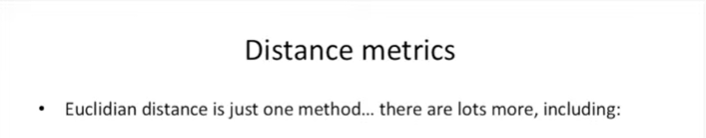 Distance metrics
• Euclidian distance is just one method... there are lots more, including: